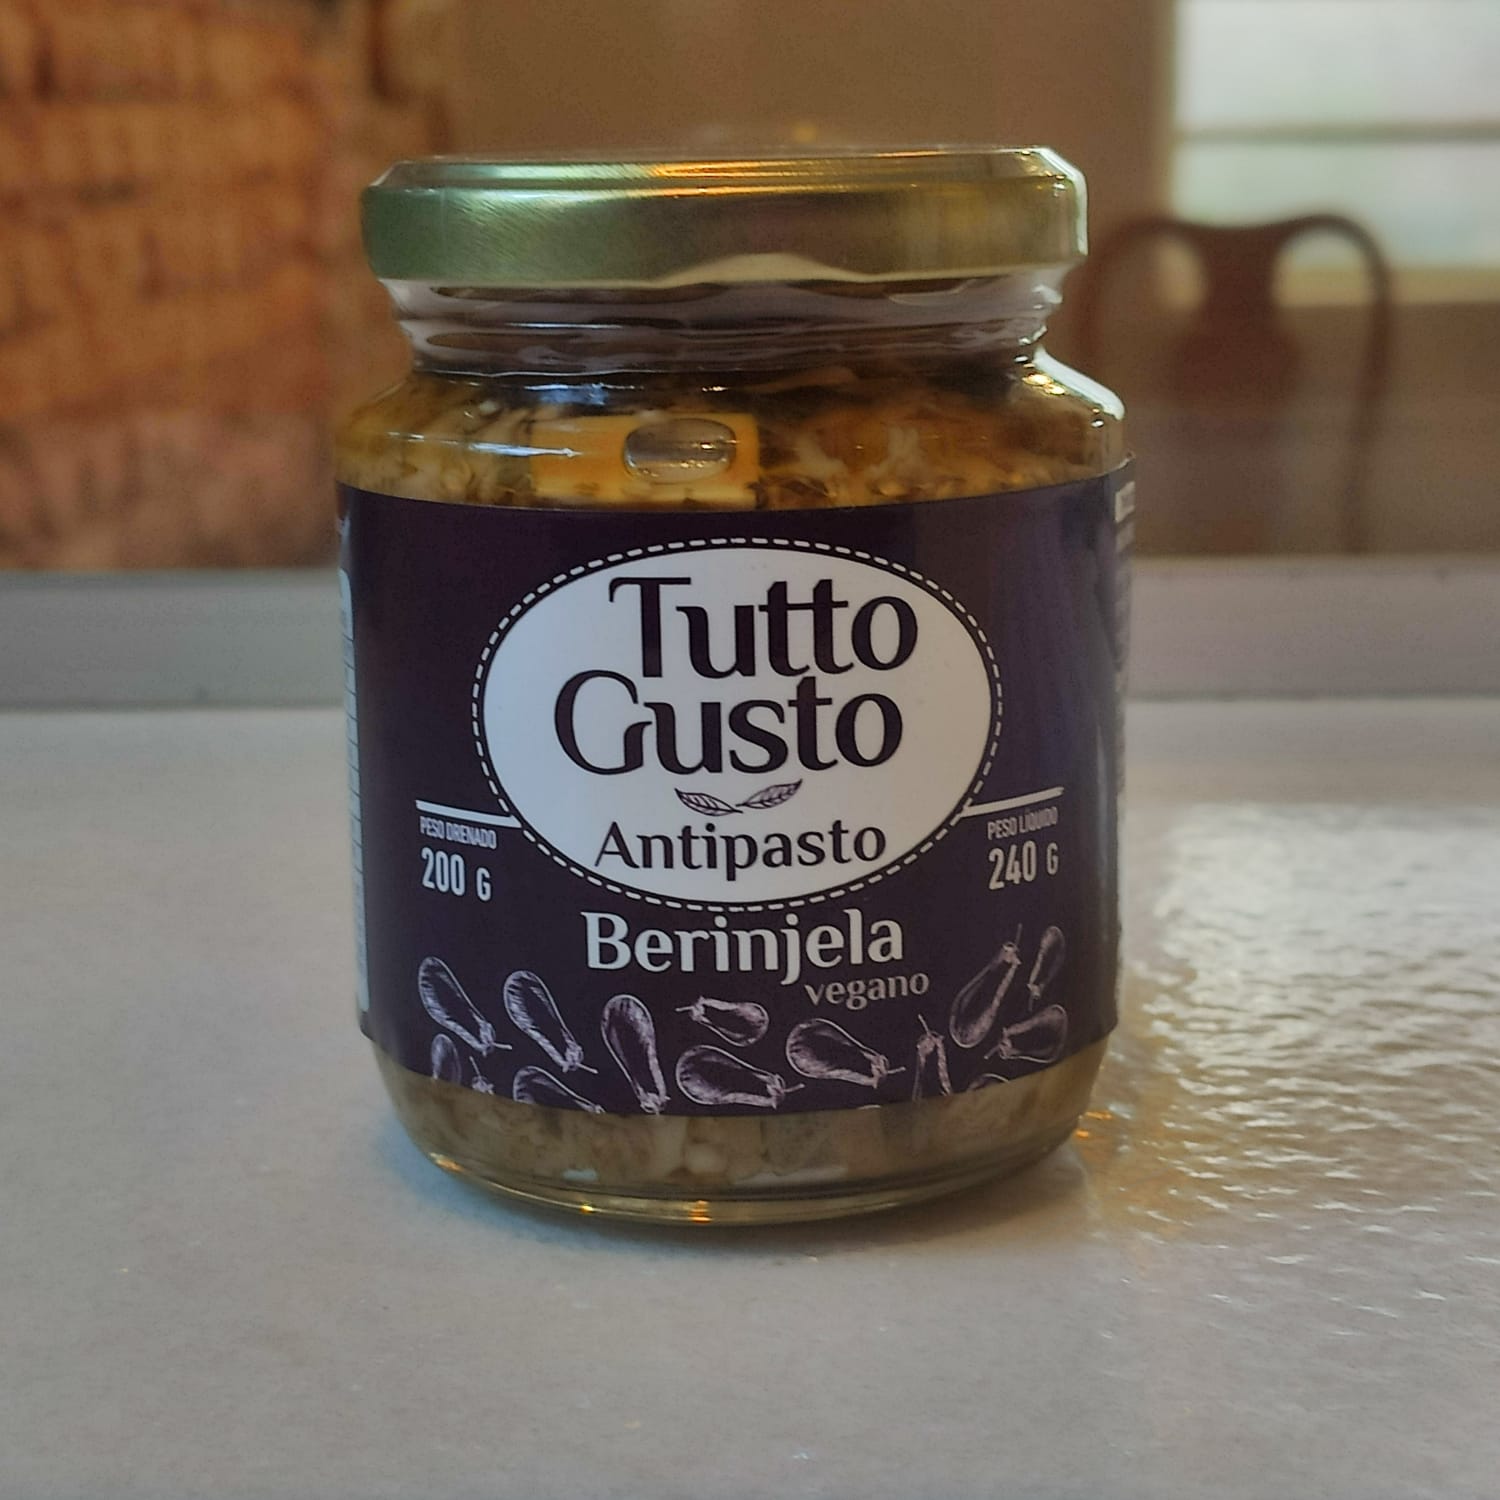 Tutto
Gusto
Antipasto
PESO DRENADO
200 G
PESO LÍQUIDO
240 G
Berinjela
vegano